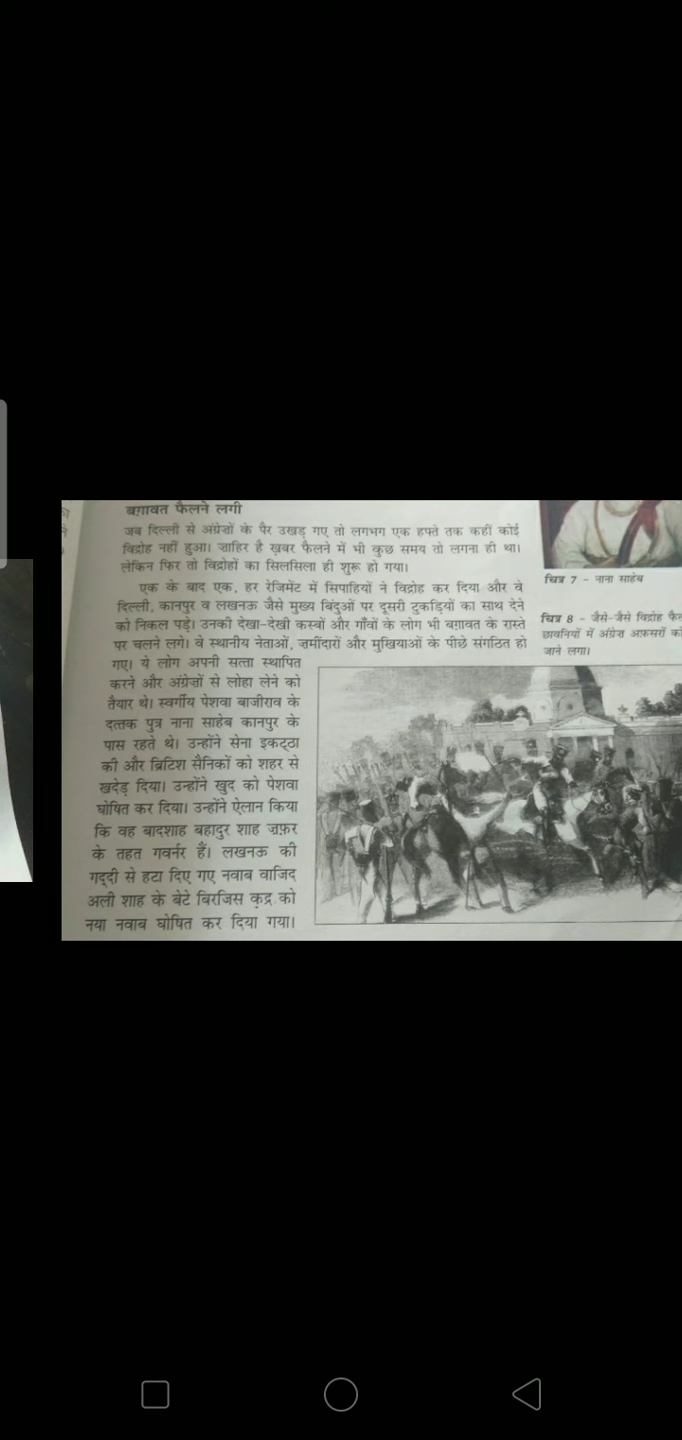 बग़ावत फैलने लगी
जब दिल्ली से अंग्रेज़ों के पैर उखड़ गए तो लगभग एक हफ्ते तक कहीं कोई
विद्रोह नहीं हुआ। ज़ाहिर है ख़बर फैलने में भी कुछ समय तो लगना ही था।
लेकिन फिर तो विद्रोहों का सिलसिला ही शुरू हो गया।
एक के बाद एक, हर रेजिमेंट में सिपाहियों ने विद्रोह कर दिया और वे
दिल्ली, कानपुर व लखनऊ जैसे मुख्य बिंदुओं पर दूसरी टुकड़ियों का साथ देने
को निकल पड़े। उनकी देखा-देखी कस्बों और गाँवों के लोग भी बग़ावत के रास्ते
पर चलने लगे। वे स्थानीय नेताओं, ज़मींदारों और मुखियाओं के पीछे संगठित हो
गए। ये लोग अपनी सत्ता स्थापित
करने और अंग्रेज़ों से लोहा लेने को
तैयार थे। स्वर्गीय पेशवा बाजीराव के
दत्तक पुत्र नाना साहेब कानपुर के
पास रहते थे। उन्होंने सेना इकट्ठा
की और ब्रिटिश सैनिकों को शहर से
खदेड़ दिया। उन्होंने खुद को पेशवा
घोषित कर दिया। उन्होंने ऐलान किया
कि वह बादशाह बहादुर शाह ज़फ़र
के तहत गवर्नर हैं। लखनऊ की
गद्दी से हटा दिए गए नवाब वाजिद
अली शाह के बेटे बिरजिस क़द्र को
नया नवाब घोषित कर दिया गया।
चित्र 7 - नाना साहेब
चित्र 8 - जैसे-जैसे विद्रोह
छावनियों में अंग्रेज़ अफ़सरों को
जाने लगा।